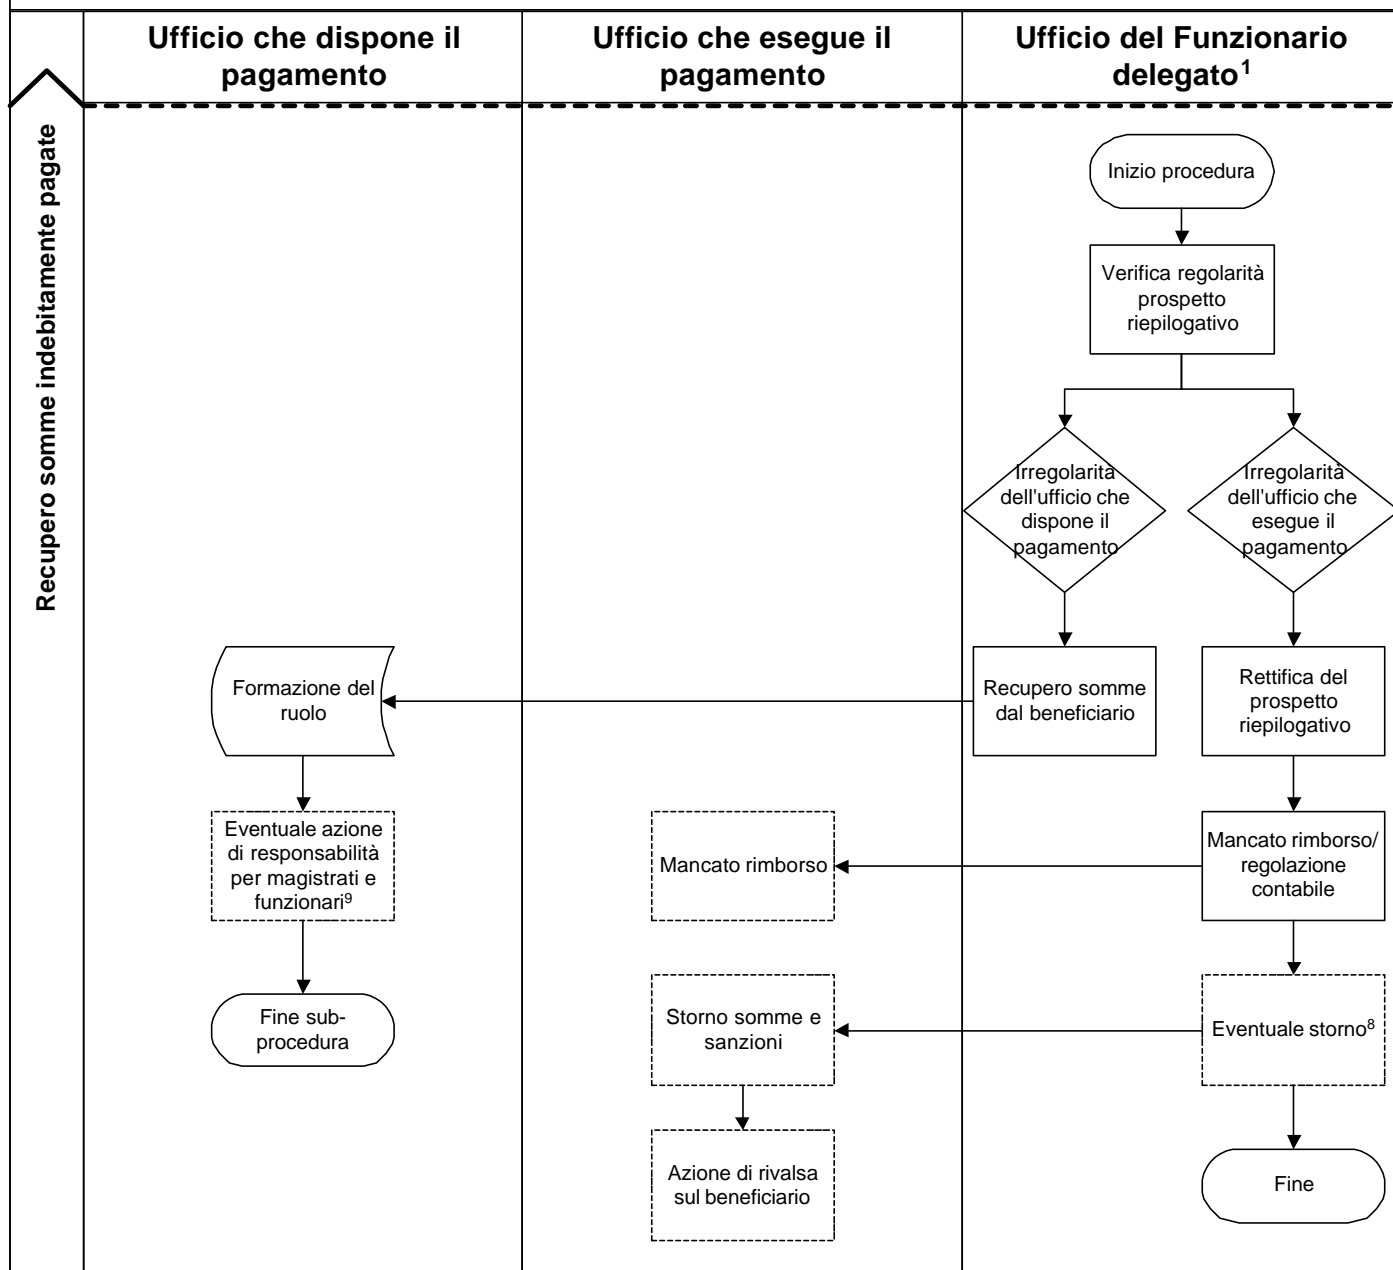 Ufficio che dispone il
pagamento
Ufficio che esegue il
pagamento
Ufficio del Funzionario
delegato1
Recupero somme indebitamente pagate
Inizio procedura
Verifica regolarità
prospetto
riepilogativo
Irregolarità
dell'ufficio che
dispone il
pagamento
Irregolarità
dell'ufficio che
esegue il
pagamento
Formazione del
ruolo
Recupero somme
dal beneficiario
Rettifica del
prospetto
riepilogativo
Eventuale azione
di responsabilità
per magistrati e
funzionari9
Mancato rimborso
Mancato rimborso/
regolazione
contabile
Fine sub-
procedura
Storno somme e
sanzioni
Eventuale storno8
Azione di rivalsa
sul beneficiario
Fine